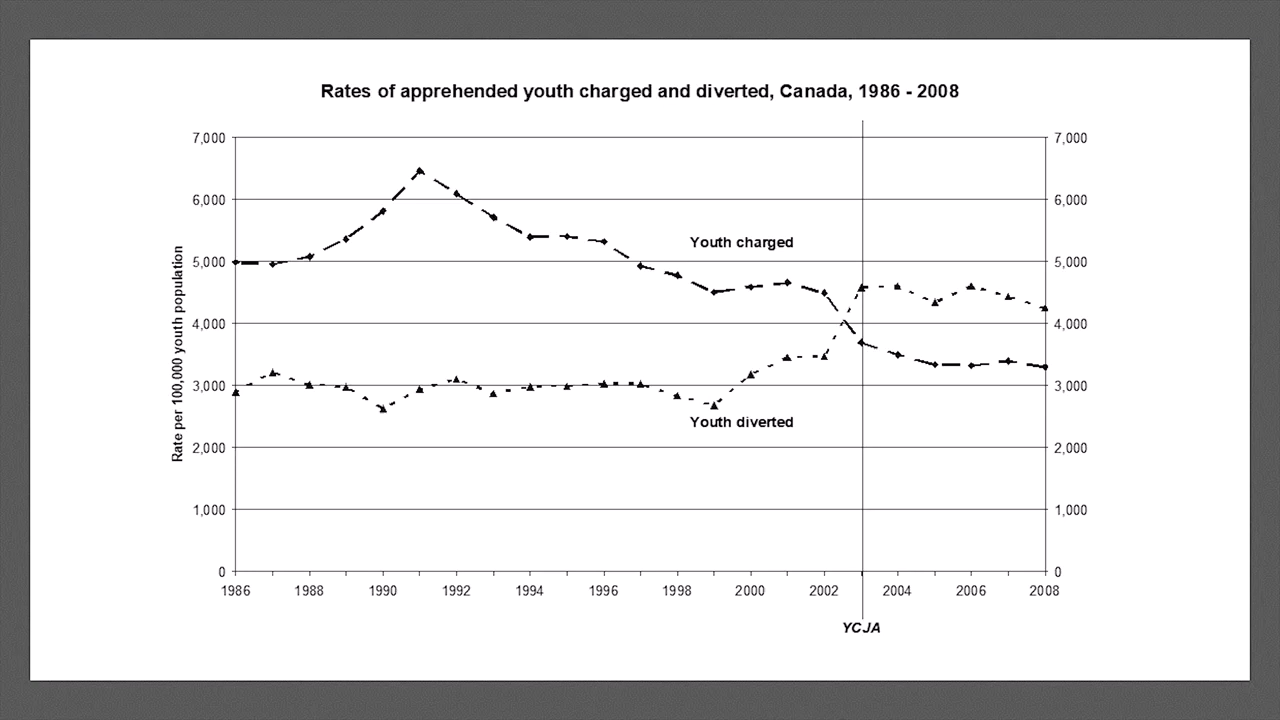 Rates of apprehended youth charged and diverted, Canada, 1986 - 2008
7,000 7,000
6,000 6,000
Youth charged
5,000 5,000
4,000 4,000
3,000 3,000
Youth diverted
2,000 2,000
1,000 1,000
0 0
Rate per 100,000 youth population
1986 1988 1990 1992 1994 1996 1998 2000 2002 2004 2006 2008
YCJA